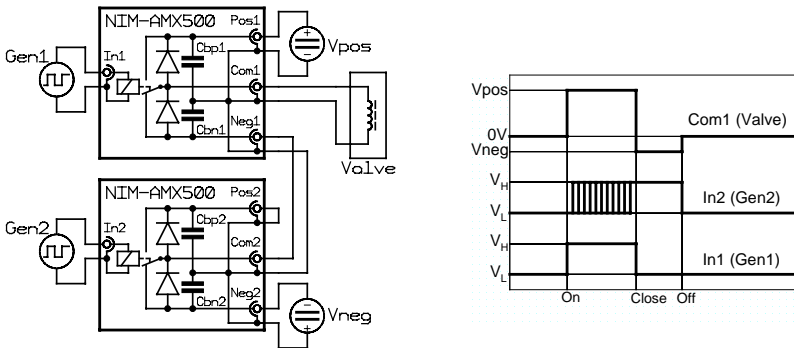 NIM-AMX500
Pos1
Gen1
In1
Cbp1
Vpos
Com1
Cbn1
Neg1
Valve
NIM-AMX500
Pos2
Gen2
In2
Cbp2
Com2
Cbn2
Neg2
Vneg
Vpos
Com1 (Valve)
0V
Vneg
VH
In2 (Gen2)
VL
VH
In1 (Gen1)
VL
On
Close
Off